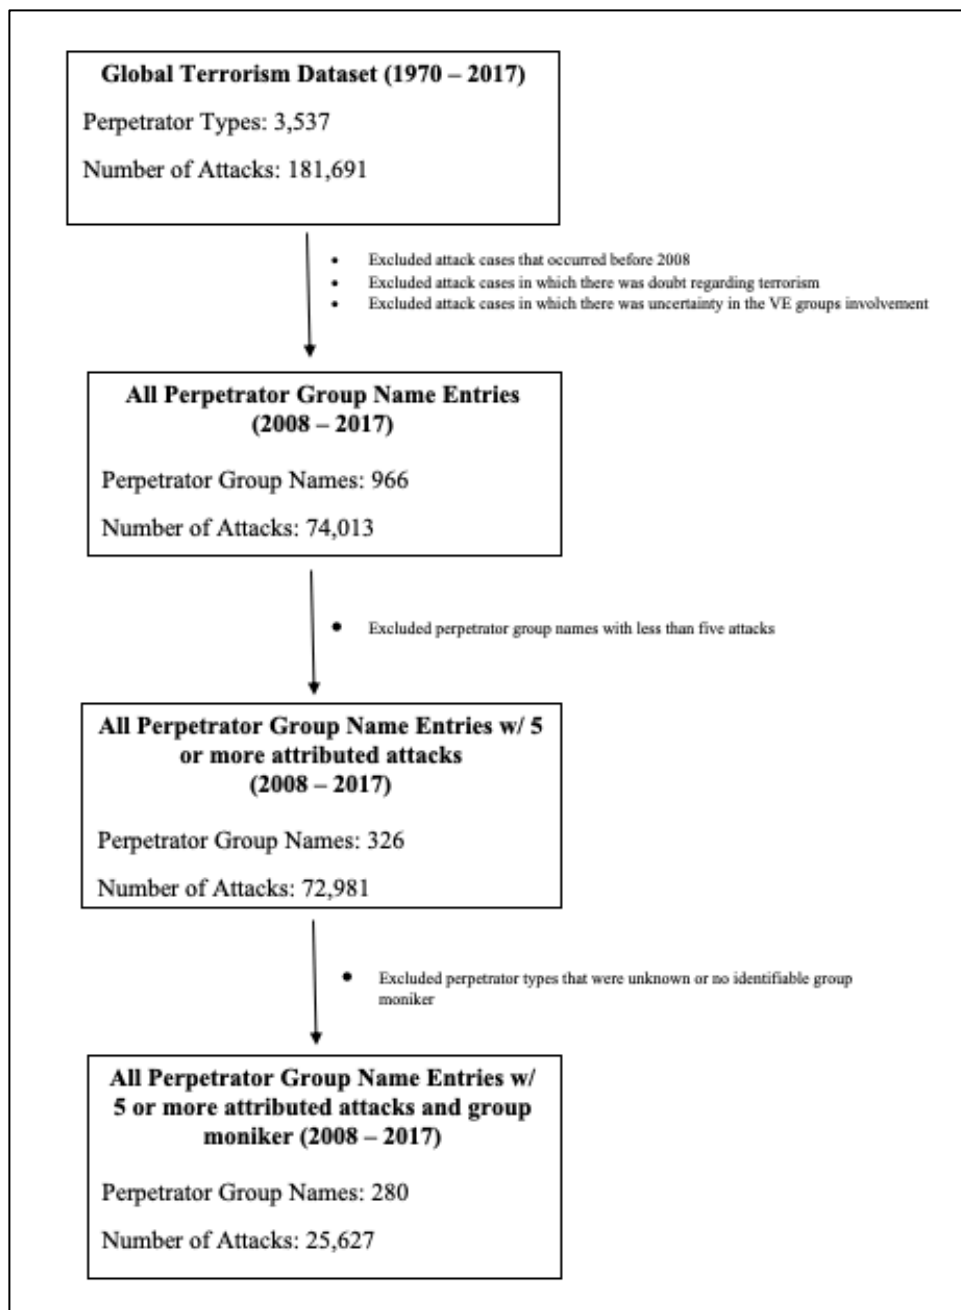 Global Terrorism Dataset (1970 – 2017)
Perpetrator Types: 3,537
Number of Attacks: 181,691
• Excluded attack cases that occurred before 2008
• Excluded attack cases in which there was doubt regarding terrorism
• Excluded attack cases in which there was uncertainty in the VE groups involvement
All Perpetrator Group Name Entries
(2008 – 2017)
Perpetrator Group Names: 966
Number of Attacks: 74,013
• Excluded perpetrator group names with less than five attacks
All Perpetrator Group Name Entries w/ 5
or more attributed attacks
(2008 – 2017)
Perpetrator Group Names: 326
Number of Attacks: 72,981
• Excluded perpetrator types that were unknown or no identifiable group
moniker
All Perpetrator Group Name Entries w/
5 or more attributed attacks and group
moniker (2008 – 2017)
Perpetrator Group Names: 280
Number of Attacks: 25,627